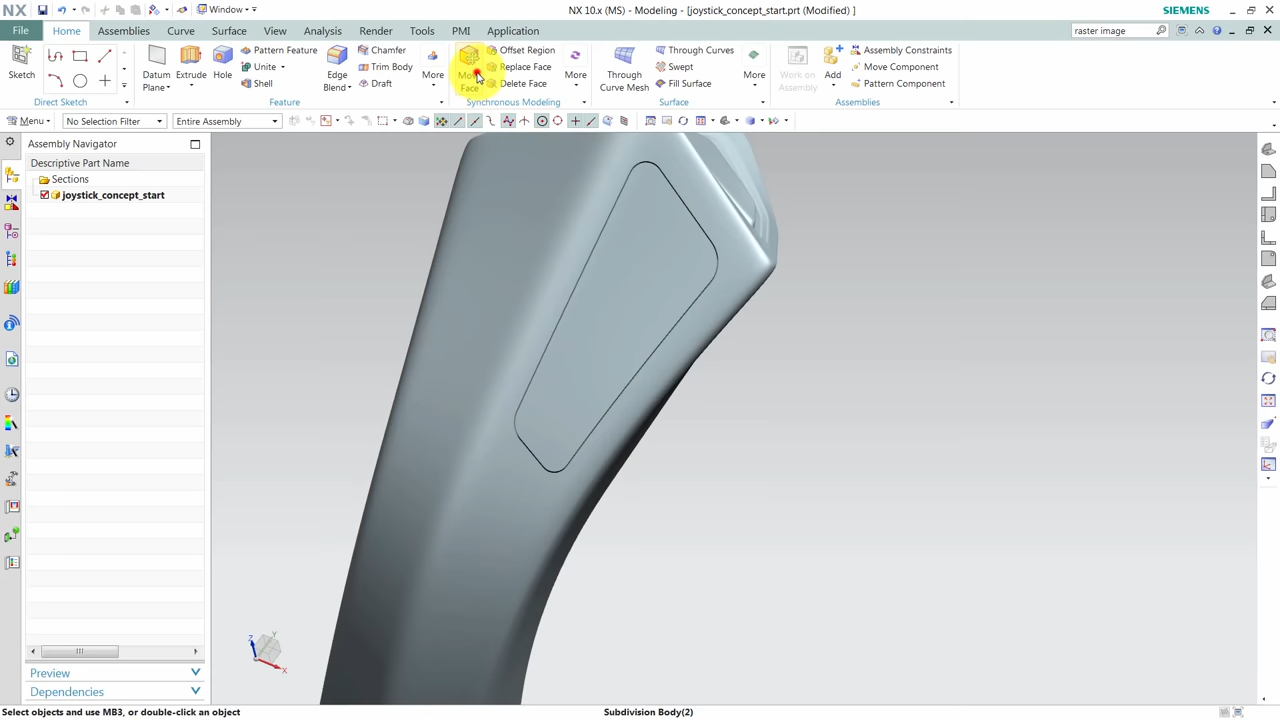 NX
Window
NX 10.x (MS) - Modeling - [joystick_concept_start.prt (Modified) ]
SIEMENS
File
Home
Assemblies
Curve
Surface
View
Analysis
Render
Tools
PMI
Application
raster image
Sketch
Direct Sketch
Datum Plane
Extrude
Hole
Pattern Feature
Unite
Shell
Edge Blend
Chamfer
Trim Body
Draft
More
Feature
Move Face
Offset Region
Replace Face
Delete Face
More
Synchronous Modeling
Through Curve Mesh
Through Curves
Swept
Fill Surface
More
Surface
Work on Assembly
Add
Assembly Constraints
Move Component
Pattern Component
Assemblies
Menu
No Selection Filter
Entire Assembly
Assembly Navigator
Descriptive Part Name
Sections
joystick_concept_start
Z
Y
X
Preview
Dependencies
Select objects and use MB3, or double-click an object
Subdivision Body(2)